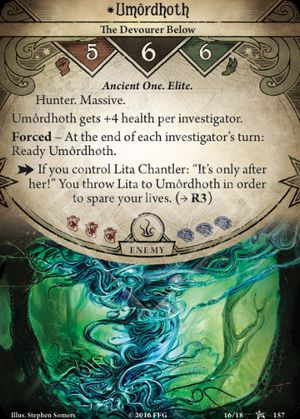 *Umôrdhoth
The Devourer Below
5 6 6
Ancient One. Elite.
Hunter. Massive.
Umôrdhoth gets +4 health per investigator.
Forced – At the end of each investigator's turn:
Ready Umôrdhoth.
If you control Lita Chantler: “It's only after
her!” You throw Lita to Umôrdhoth in order
to spare your lives. (→ R3)
ENEMY
Illus. Stephen Somers © 2016 FFG 16/18 157